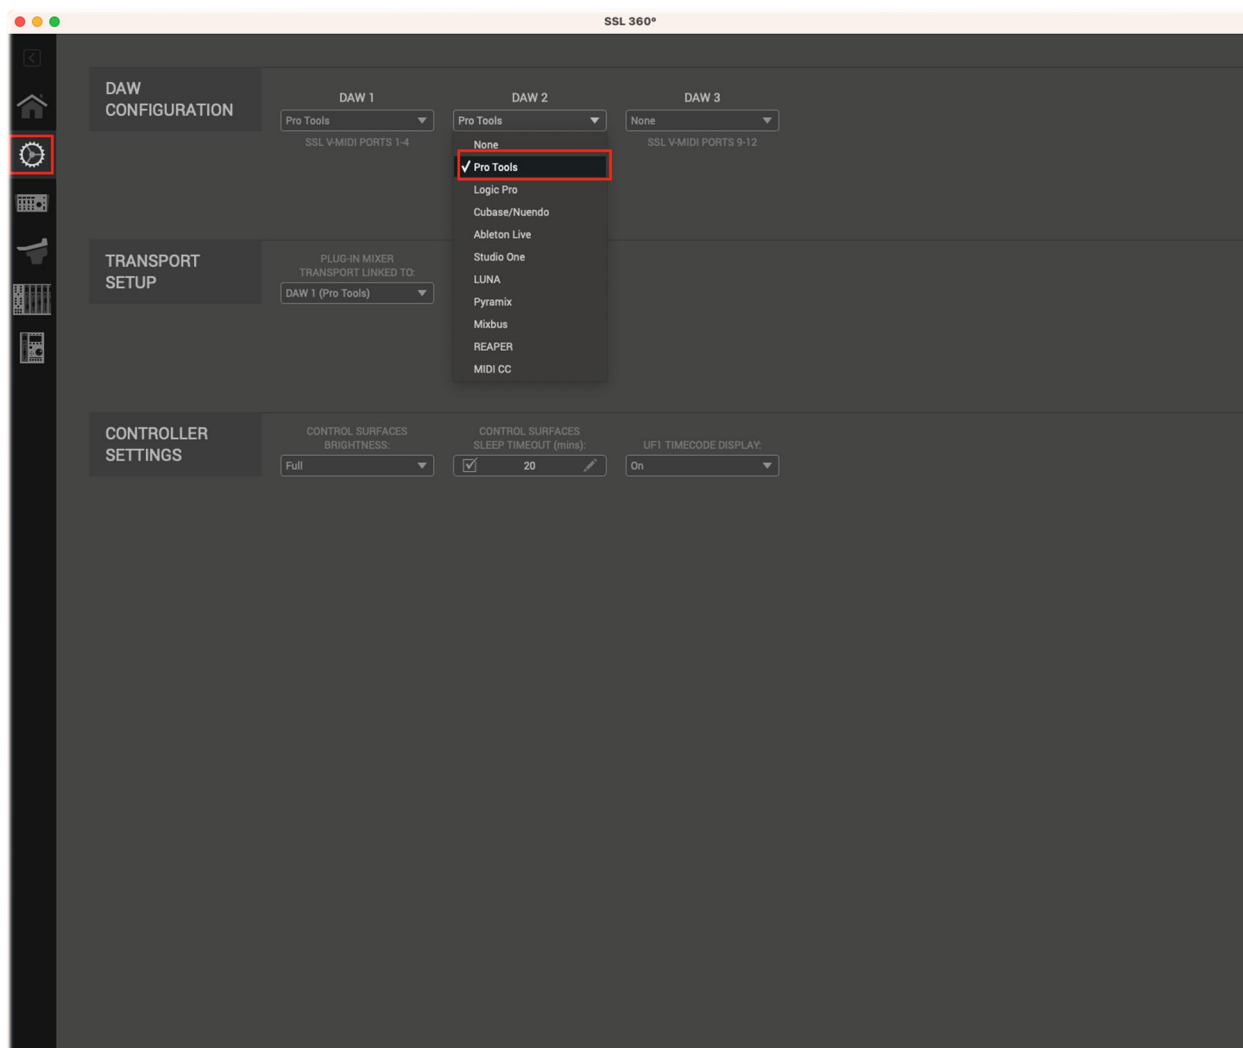 SSL 360°
DAW
CONFIGURATION
DAW 1
DAW 2
DAW 3
Pro Tools
Pro Tools
None
SSL V-MIDI PORTS 1-4
SSL V-MIDI PORTS 9-12
None
✓ Pro Tools
Logic Pro
Cubase/Nuendo
Ableton Live
Studio One
LUNA
Pyramix
Mixbus
REAPER
MIDI CC
TRANSPORT
SETUP
PLUG-IN MIXER
TRANSPORT LINKED TO:
DAW 1 (Pro Tools)
CONTROLLER
SETTINGS
CONTROL SURFACES
BRIGHTNESS:
Full
CONTROL SURFACES
SLEEP TIMEOUT (mins):
20
UF1 TIMECODE DISPLAY:
On